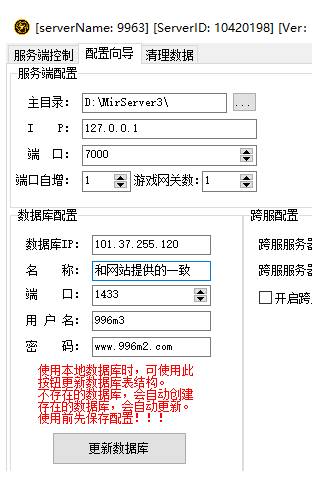 [serverName: 9963] [ServerID: 10420198] [Ver:
服务端控制 配置向导 清理数据
服务端配置
主目录: D:\MirServer3\ ...
I P: 127.0.0.1
端 口: 7000
端口自增: 1 游戏网关数: 1
数据库配置 跨服配置
数据库IP: 101.37.255.120 跨服服务器
名 称: 和网站提供的一致 跨服服务器
端 口: 1433 开启跨
用 户 名: 996m3
密 码: www.996m2.com
使用本地数据库时，可使用此
按钮更新数据库表结构。
不存在的数据库，会自动创建
存在的数据库，会自动更新。
使用前先保存配置！！！
更新数据库